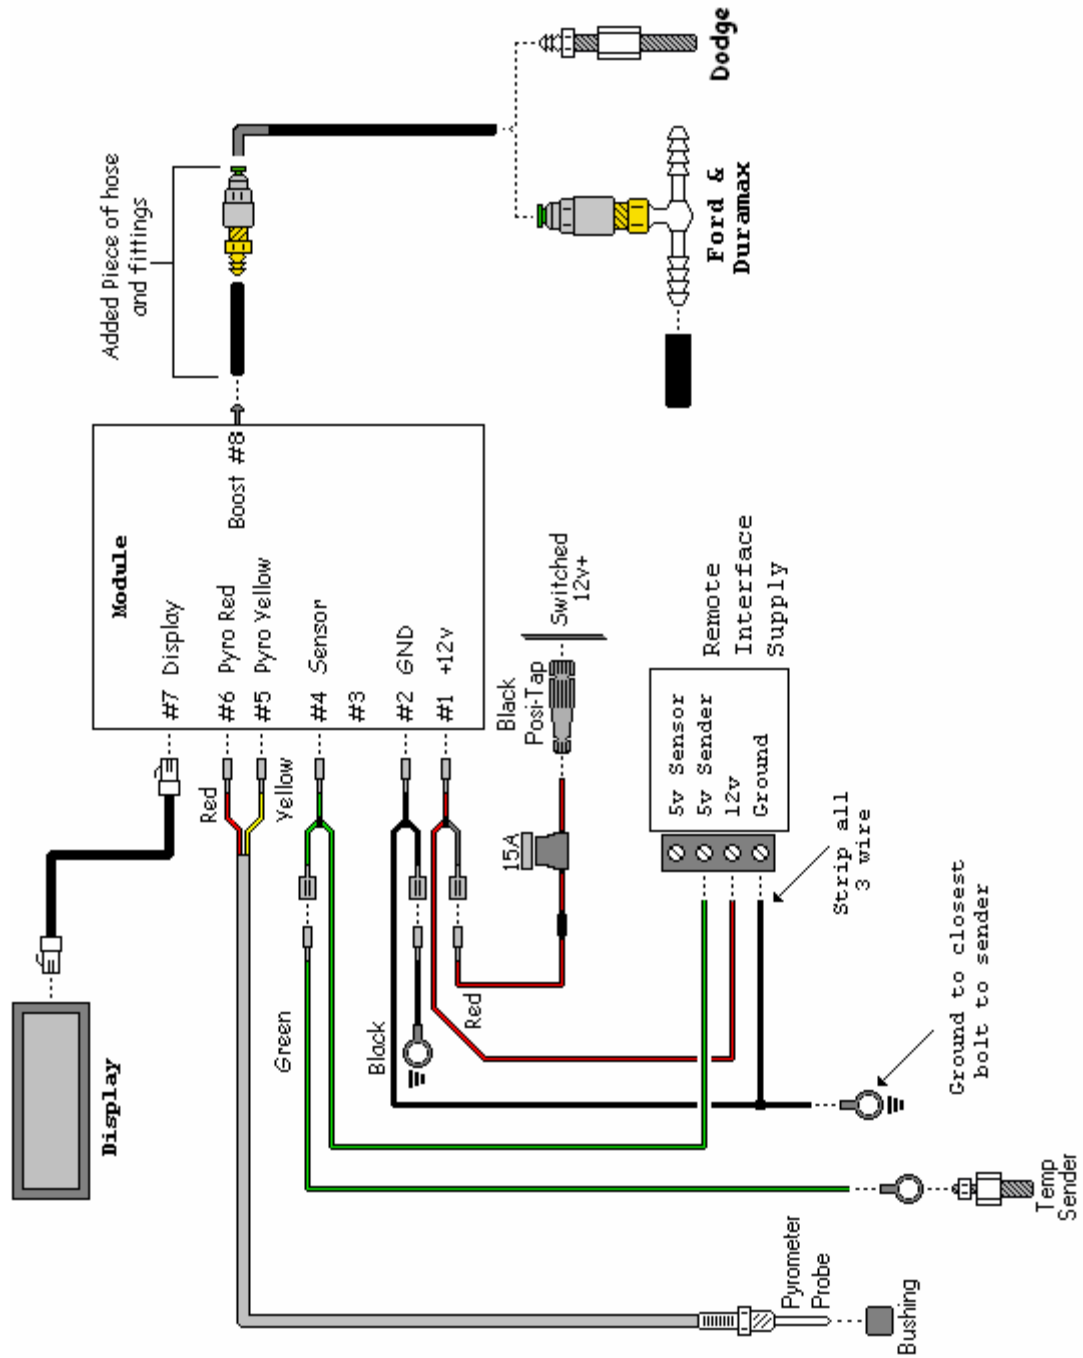 Display
Module
#7 Display
#6 Pyro Red
#5 Pyro Yellow
#4 Sensor
#3
#2 GND
#1 +12v
Boost #8
Added Piece of hose
and fittings
Dodge
Ford &
Duramax
Red
Yellow
Green
Black
Red
15A
Black
Posi-Tap
Switched
12v+
5v Sensor
5v Sender
12v
Ground
Remote
Interface
Supply
Strip all
3 wire
Ground to closest
bolt to sender
Temp
Sender
Pyrometer
Probe
Bushing